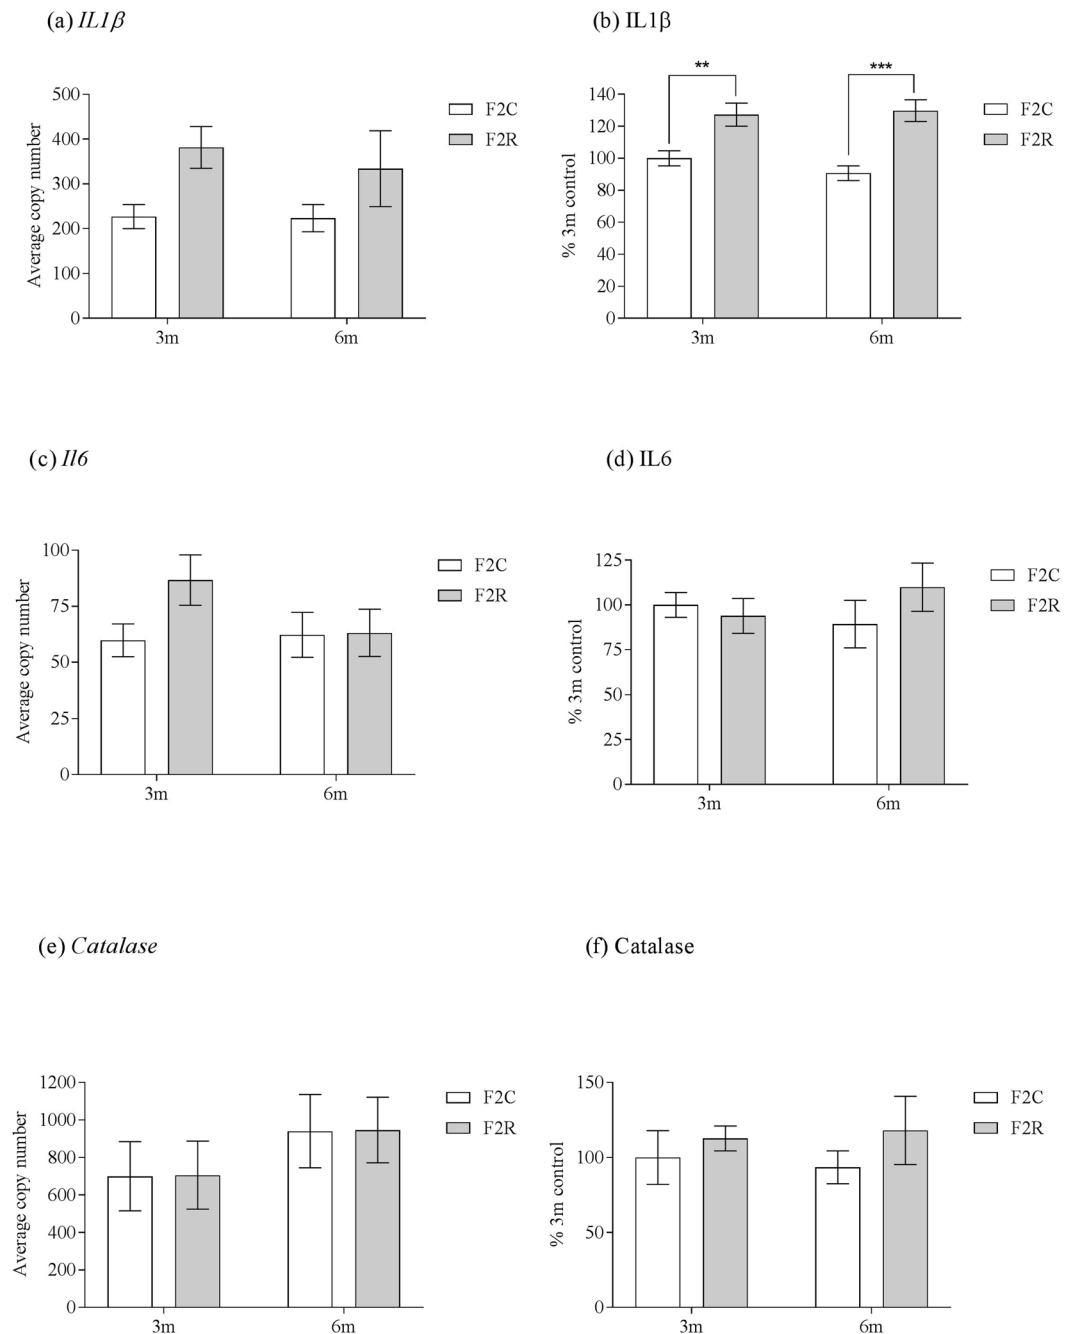 (a) IL1β
Average copy number
500
400
300
200
100
0
3m
6m
F2C
F2R
(b) IL1β
% 3m control
140
120
100
80
60
40
20
0
**
***
3m
6m
F2C
F2R
(c) Il6
Average copy number
100
75
50
25
0
3m
6m
F2C
F2R
(d) IL6
% 3m control
125
100
75
50
25
0
3m
6m
F2C
F2R
(e) Catalase
Average copy number
1200
1000
800
600
400
200
0
3m
6m
F2C
F2R
(f) Catalase
% 3m control
150
100
50
0
3m
6m
F2C
F2R